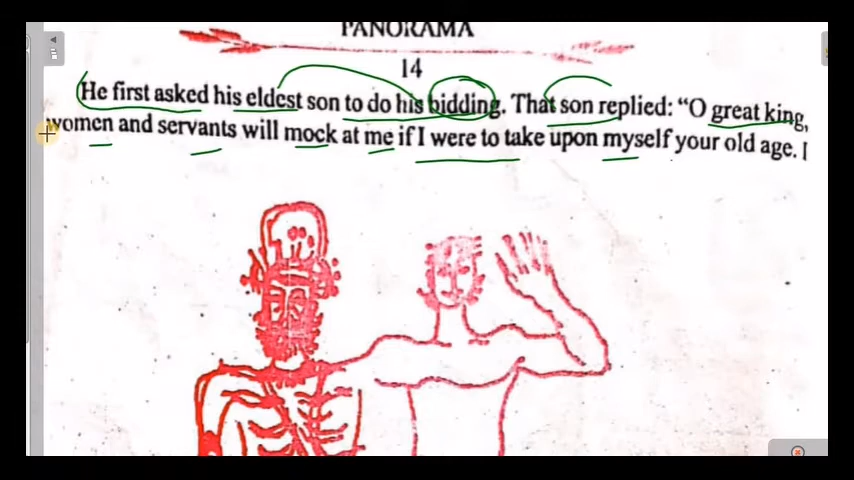 PANORAMA
14
He first asked his eldest son to do his bidding. That son replied: “O great king,
women and servants will mock at me if I were to take upon myself your old age. I